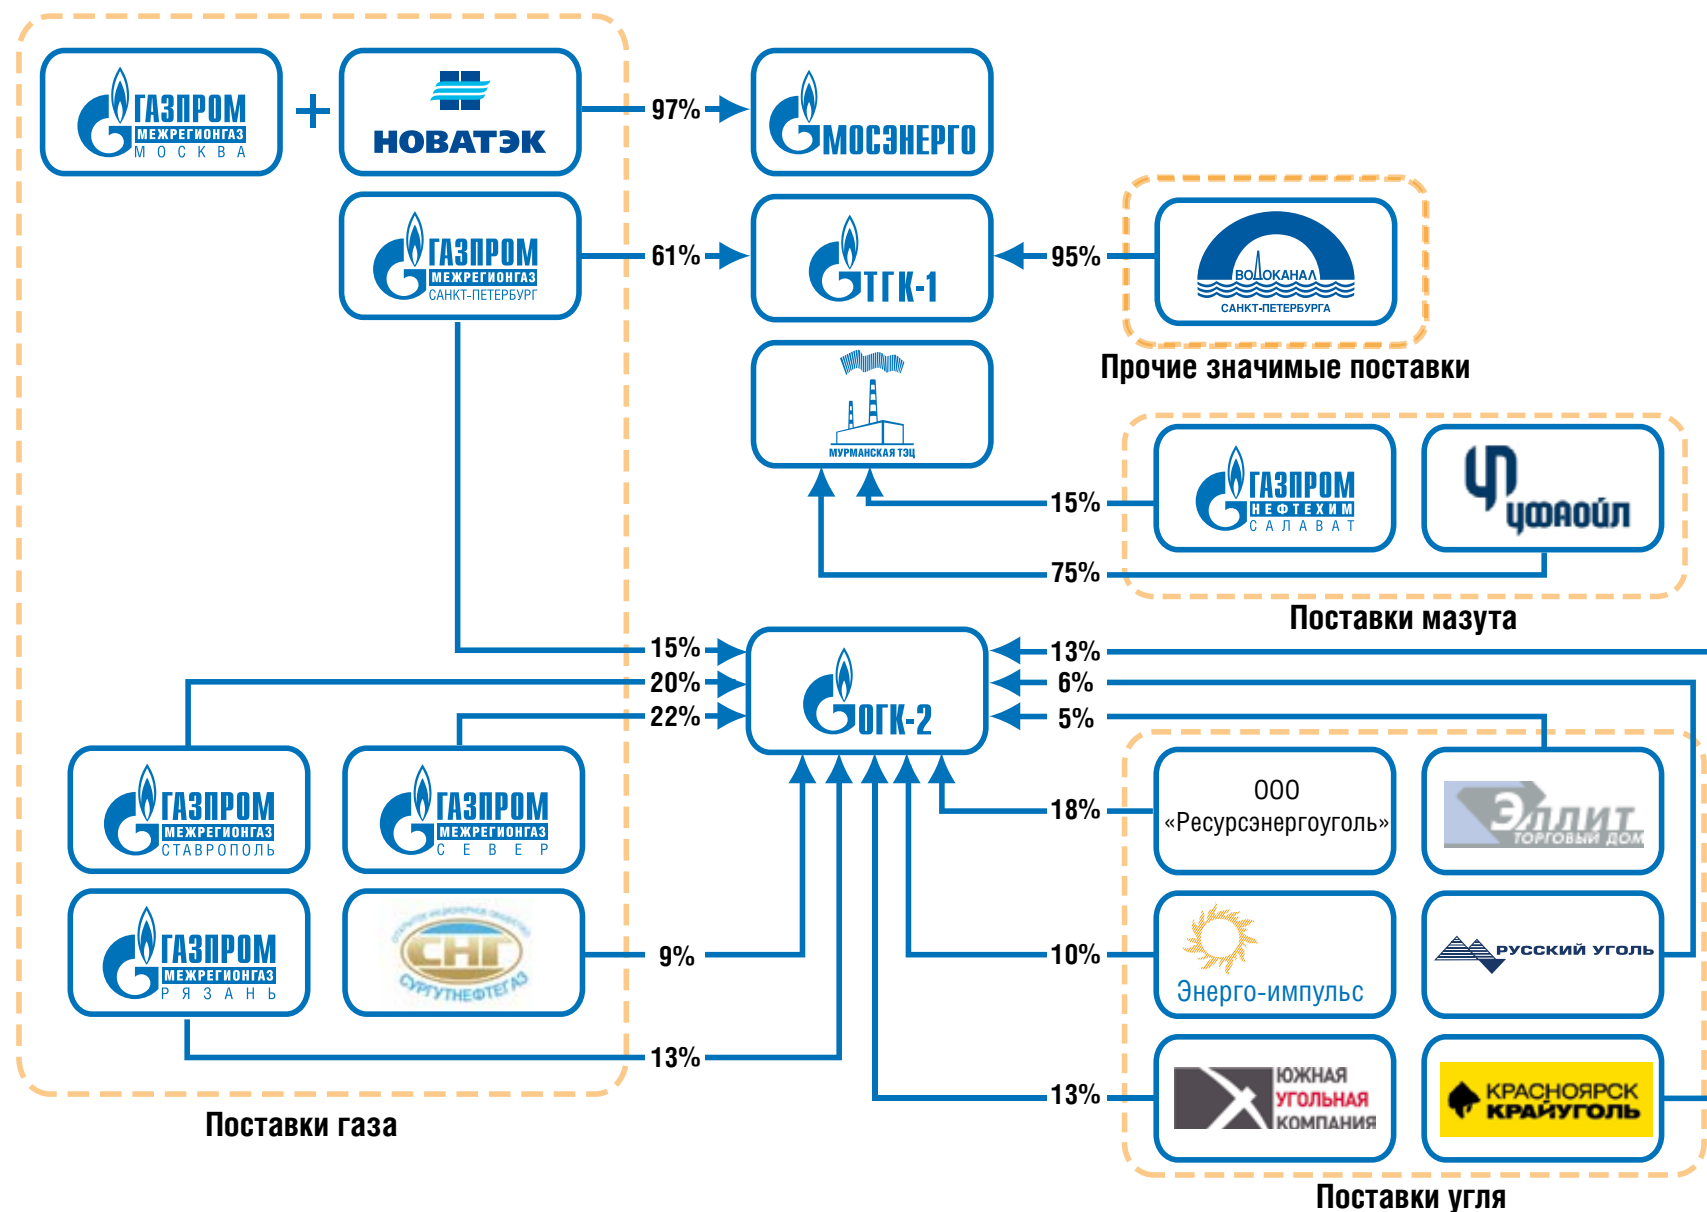 ГАЗПРОМ
МЕЖРЕГИОНГАЗ
МОСКВА
+
НОВАТЭК
97%
МОСЭНЕРГО
ГАЗПРОМ
МЕЖРЕГИОНГАЗ
САНКТ-ПЕТЕРБУРГ
61%
ТГК-1
95%
ВОДОКАНАЛ
САНКТ-ПЕТЕРБУРГА
Прочие значимые поставки
МУРМАНСКАЯ ТЭЦ
15%
ГАЗПРОМ
НЕФТЕХИМ
САЛАВАТ
уфаойл
75%
Поставки мазута
15%
20%
22%
ОГК-2
13%
6%
5%
ГАЗПРОМ
МЕЖРЕГИОНГАЗ
СТАВРОПОЛЬ
ГАЗПРОМ
МЕЖРЕГИОНГАЗ
СЕВЕР
18%
ООО
«Ресурсэнергоуголь»
Эллит
ТОРГОВЫЙ ДОМ
ГАЗПРОМ
МЕЖРЕГИОНГАЗ
РЯЗАНЬ
ОТКРЫТОЕ АКЦИОНЕРНОЕ ОБЩЕСТВО
СНГ
СУРГУТНЕФТЕГАЗ
9%
10%
Энерго-импульс
РУССКИЙ УГОЛЬ
13%
13%
ЮЖНАЯ
УГОЛЬНАЯ
КОМПАНИЯ
КРАСНОЯРСК
КРАЙУГОЛЬ
Поставки газа
Поставки угля